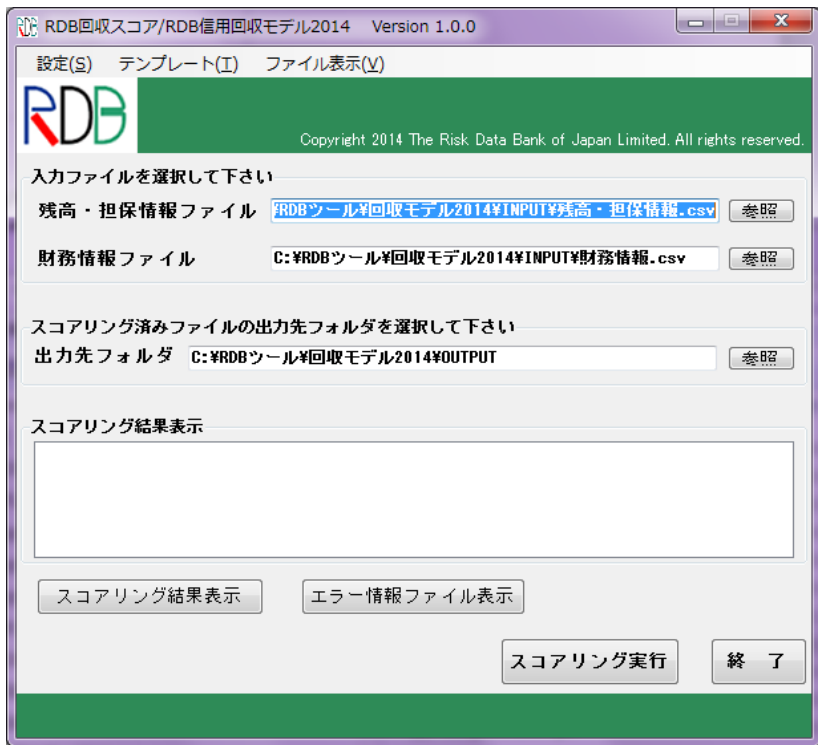 RDB回収スコア/RDB信用回収モデル2014 Version 1.0.0
設定(S) テンプレート(T) ファイル表示(V)
RDB
Copyright 2014 The Risk Data Bank of Japan Limited. All rights reserved.
入力ファイルを選択して下さい
残高・担保情報ファイル ¥RDBツール¥回収モデル2014¥INPUT¥残高・担保情報.csv 参照
財務情報ファイル C:¥RDBツール¥回収モデル2014¥INPUT¥財務情報.csv 参照
スコアリング済みファイルの出力先フォルダを選択して下さい
出力先フォルダ C:¥RDBツール¥回収モデル2014¥OUTPUT 参照
スコアリング結果表示
スコアリング結果表示 エラー情報ファイル表示
スコアリング実行 終 了